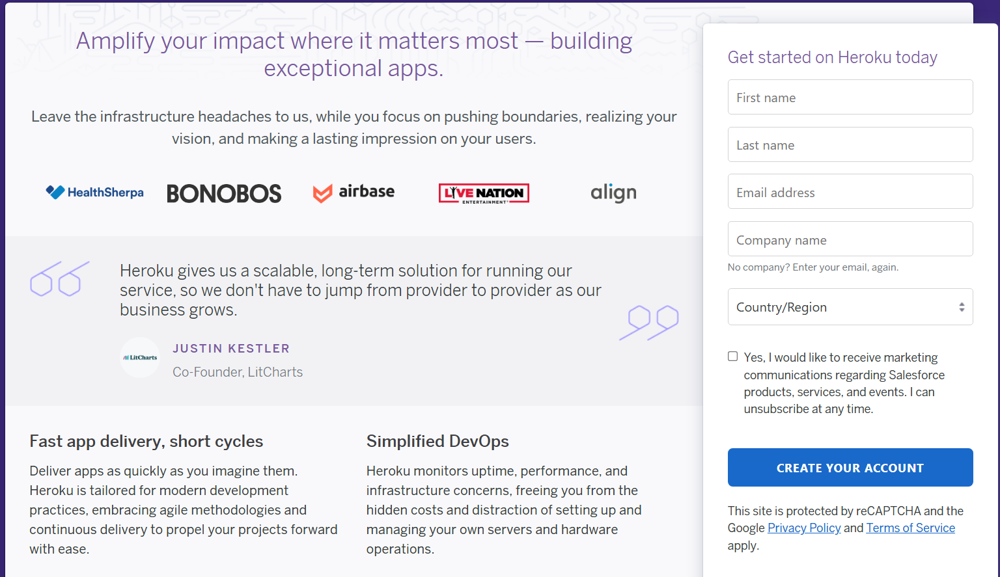 Amplify your impact where it matters most — building
exceptional apps.
Leave the infrastructure headaches to us, while you focus on pushing boundaries, realizing your
vision, and making a lasting impression on your users.
HealthSherpa
BONOBOS
airbase
LIVE NATION
ENTERTAINMENT
align
Heroku gives us a scalable, long-term solution for running our
service, so we don't have to jump from provider to provider as our
business grows.
LitCharts
JUSTIN KESTLER
Co-Founder, LitCharts
Fast app delivery, short cycles
Deliver apps as quickly as you imagine them.
Heroku is tailored for modern development
practices, embracing agile methodologies and
continuous delivery to propel your projects forward
with ease.
Simplified DevOps
Heroku monitors uptime, performance, and
infrastructure concerns, freeing you from the
hidden costs and distraction of setting up and
managing your own servers and hardware
operations.
Get started on Heroku today
First name
Last name
Email address
Company name
No company? Enter your email, again.
Country/Region
Yes, I would like to receive marketing
communications regarding Salesforce
products, services, and events. I can
unsubscribe at any time.
CREATE YOUR ACCOUNT
This site is protected by reCAPTCHA and the
Google Privacy Policy and Terms of Service
apply.